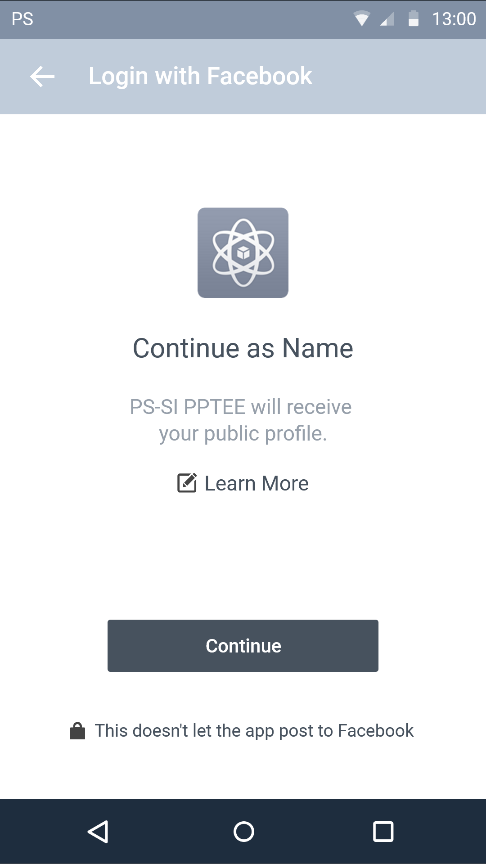 PS 13:00
Login with Facebook
Continue as Name
PS-SI PPTEE will receive
your public profile.
Learn More
Continue
This doesn't let the app post to Facebook